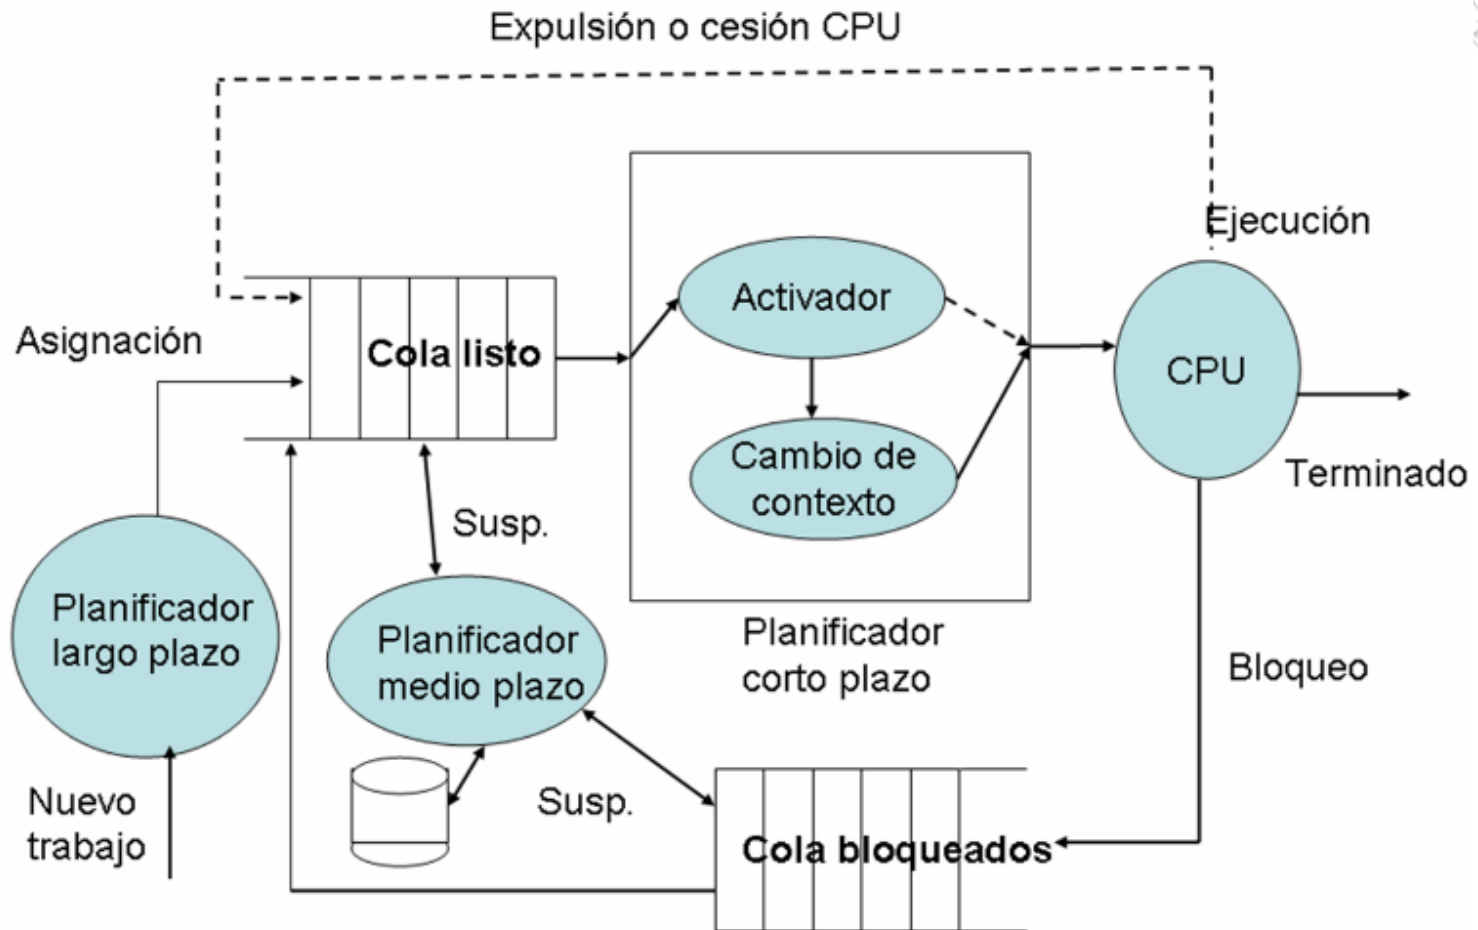 Expulsión o cesión CPU
Ejecución
Asignación
Activador
Cola listo
CPU
Cambio de
contexto
Terminado
Susp.
Planificador
largo plazo
Planificador
medio plazo
Planificador
corto plazo
Bloqueo
Nuevo
trabajo
Susp.
Cola bloqueados